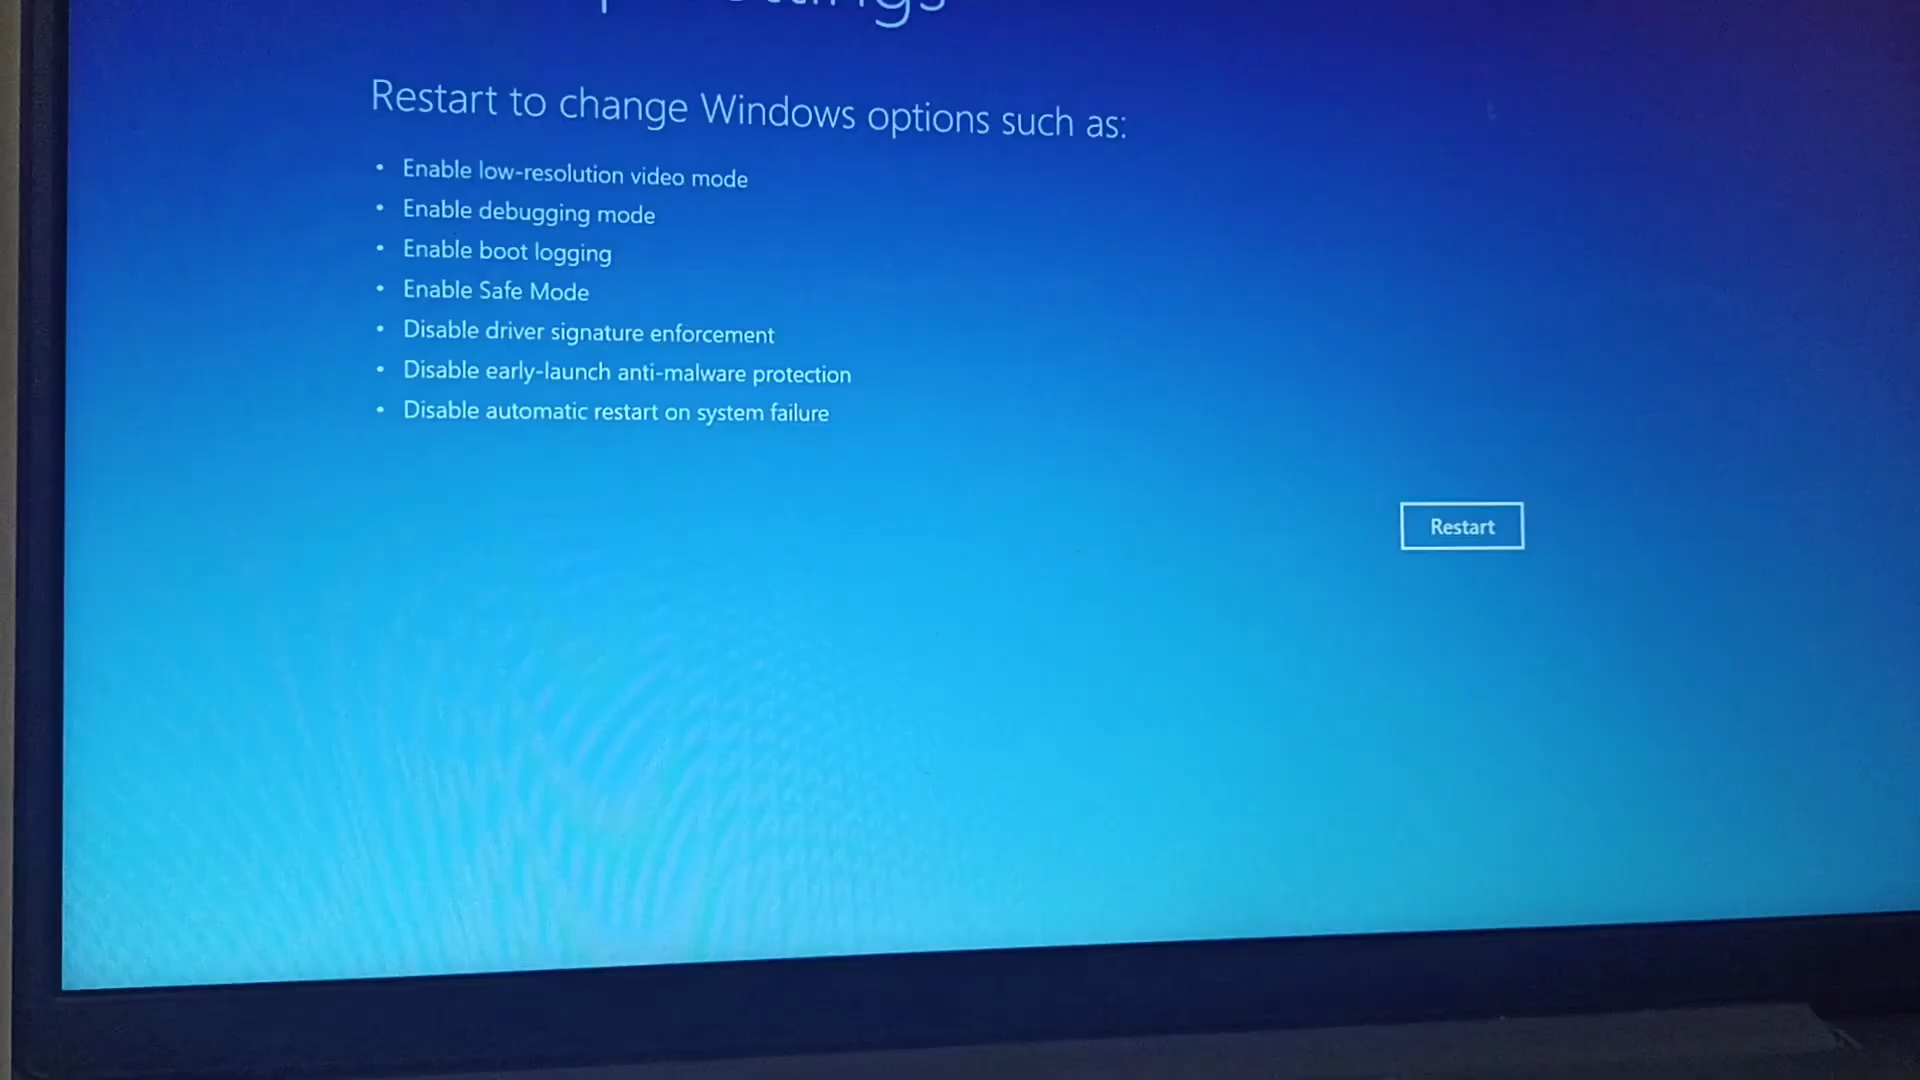 Restart to change Windows options such as:
• Enable low-resolution video mode
• Enable debugging mode
• Enable boot logging
• Enable Safe Mode
• Disable driver signature enforcement
• Disable early-launch anti-malware protection
• Disable automatic restart on system failure
Restart